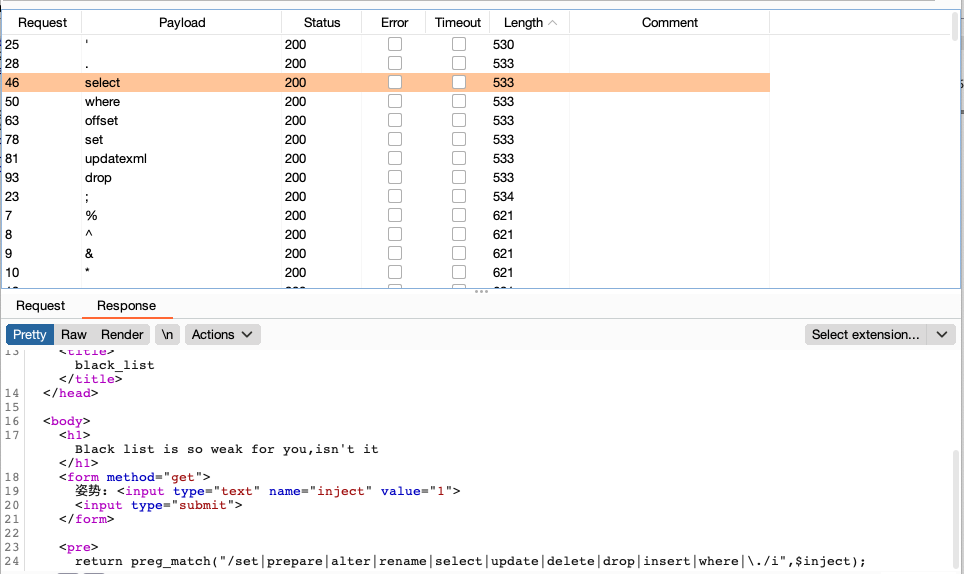 Request Payload Status Error Timeout Length Comment
25 ' 200 530
28 . 200 533
46 select 200 533
50 where 200 533
63 offset 200 533
78 set 200 533
81 updatexml 200 533
93 drop 200 533
23 ; 200 534
7 % 200 621
8 ^ 200 621
9 & 200 621
10 * 200 621
Request Response
Pretty Raw Render \n Actions Select extension...
13 <title>
black_list
</title>
14 </head>
15
16 <body>
17 <h1>
Black list is so weak for you,isn't it
</h1>
18 <form method="get">
19 姿势: <input type="text" name="inject" value="1">
20 <input type="submit">
21 </form>
22
23 <pre>
24 return preg_match("/set|prepare|alter|rename|select|update|delete|drop|insert|where|\./i",$inject);